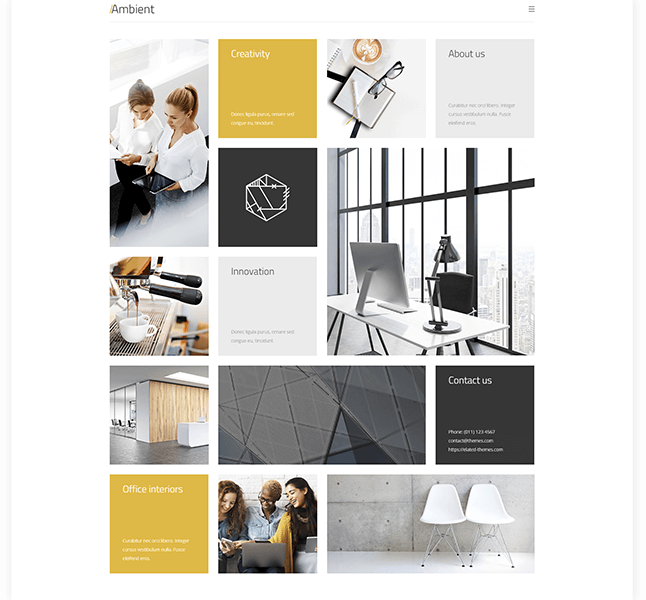 /Ambient
Creativity
Donec ligula purus, ornare sed
congue eu, tincidunt.
About us
Curabitur nec orci libero. Integer
cursus vestibulum nulla. Fusce
eleifend eros.
Innovation
Donec ligula purus, ornare sed
congue eu, tincidunt.
Contact us
Phone: (011) 123 4567
contact@themes.com
https://elated-themes.com
Office interiors
Curabitur nec orci libero. Integer
cursus vestibulum nulla. Fusce
eleifend eros.